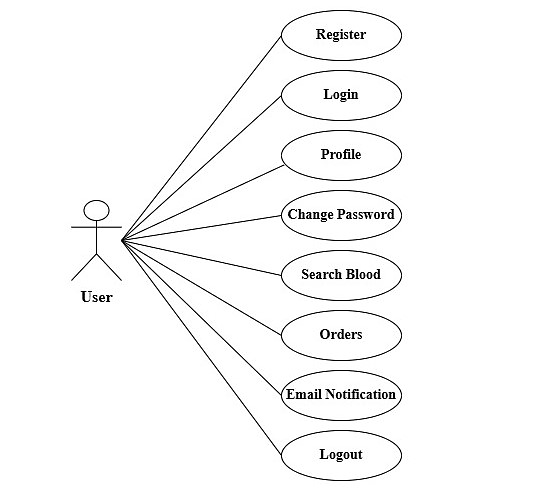 Register
Login
Profile
Change Password
Search Blood
User
Orders
Email Notification
Logout